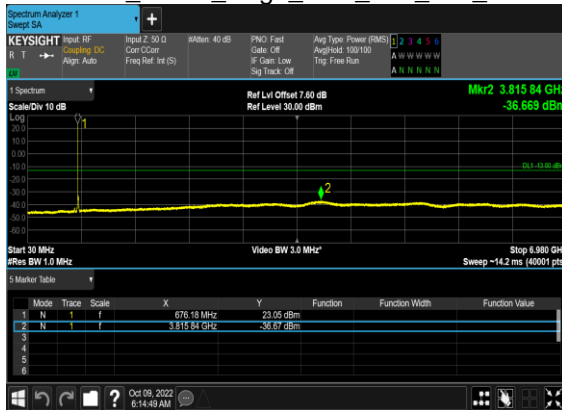 Spectrum Analyzer 1
Swept SA
+
KEYSIGHT Input: RF Input Z: 50 Ω #Atten: 40 dB PNO: Fast Avg Type: Power (RMS) 1 2 3 4 5 6
R T Coupling: DC Corr CCorr Gate: Off Avg|Hold: 100/100 A W W W W W
Align: Auto Freq Ref: Int (S) IF Gain: Low Trig: Free Run
LXI Sig Track: Off A N N N N N
1 Spectrum Ref Lvl Offset 7.60 dB Mkr2 3.815 84 GHz
Scale/Div 10 dB Ref Level 30.00 dBm -36.669 dBm
Log
1
20.0
10.0
0.00
-10.0
DL1 -13.00 dBm
-20.0
-30.0
2
-40.0
-50.0
-60.0
Start 30 MHz Video BW 3.0 MHz* Stop 6.980 GHz
#Res BW 1.0 MHz Sweep ~14.2 ms (40001 pts)
5 Marker Table
Mode Trace Scale X Y Function Function Width Function Value
1 N 1 f 676.18 MHz 23.05 dBm
2 N 1 f 3.815 84 GHz -36.67 dBm
3
4
5
6
? Oct 09, 2022
6:14:49 AM